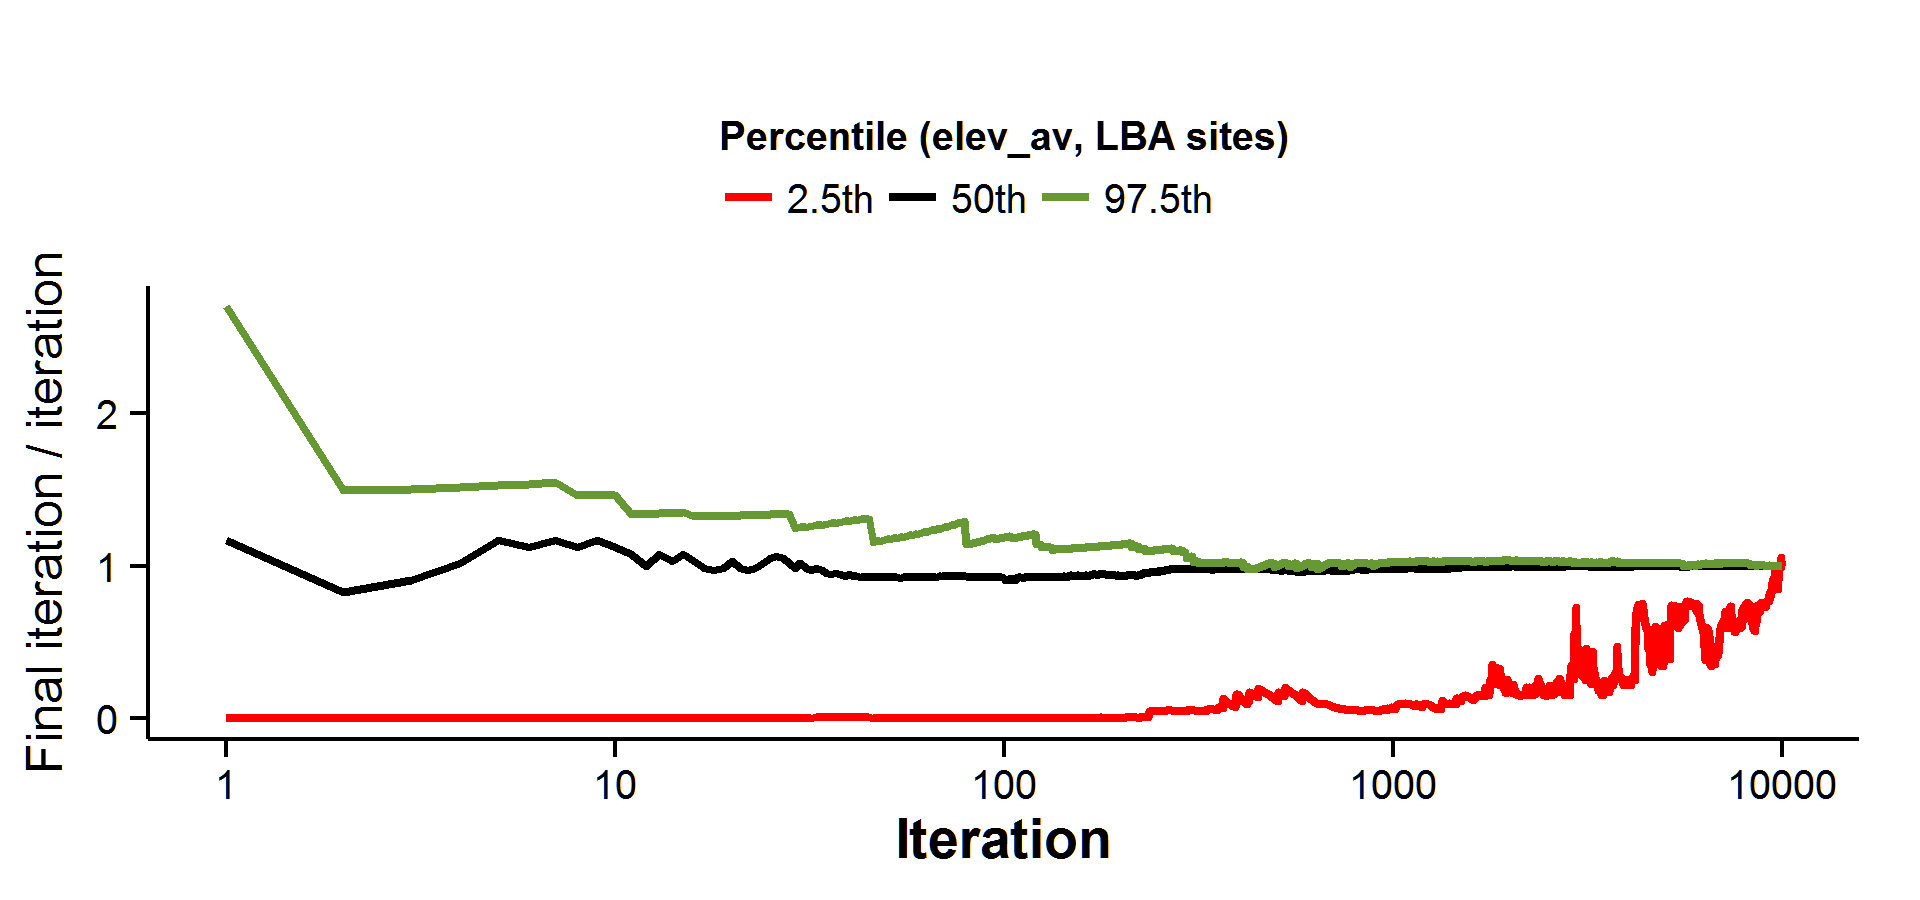 Percentile (elev_av, LBA sites)
2.5th 50th 97.5th
Final iteration / iteration
2
1
0
1 10 100 1000 10000
Iteration